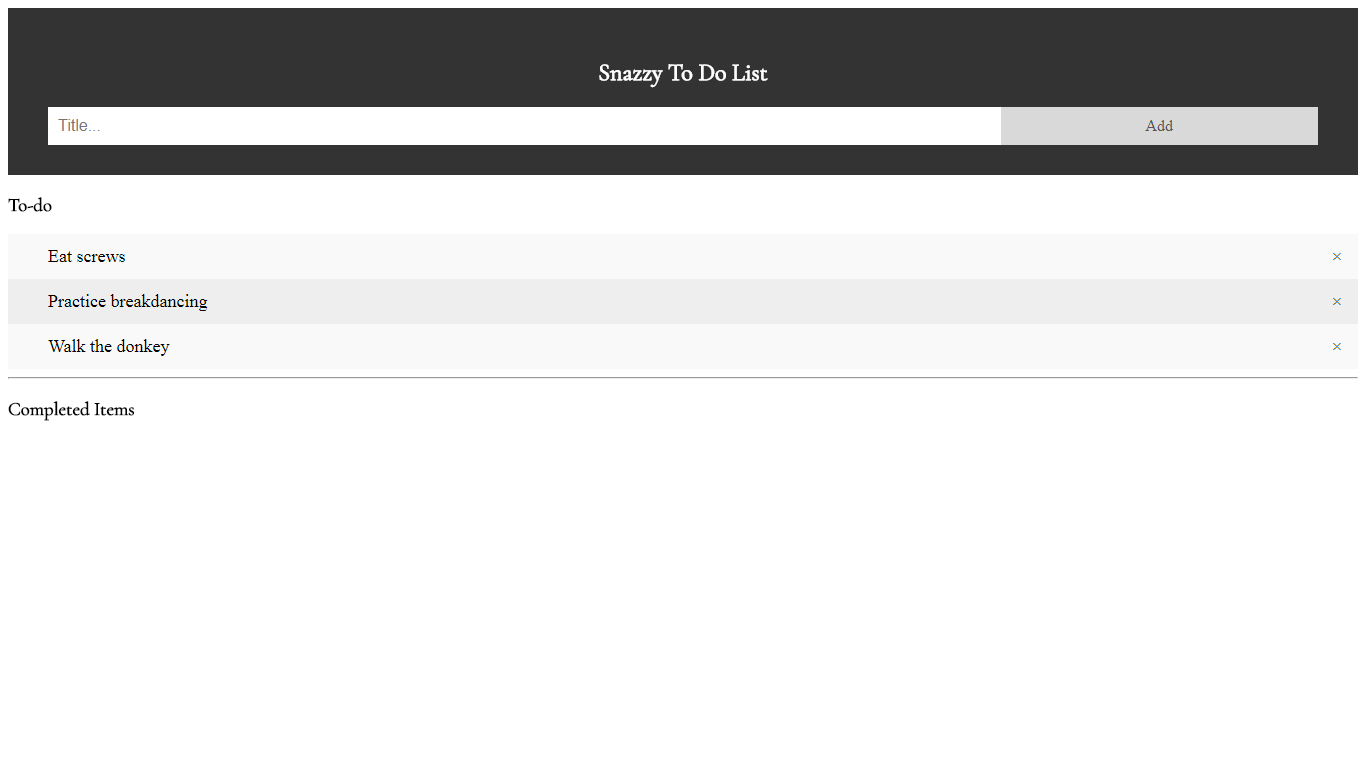 Snazzy To Do List
Title...
Add
To-do
Eat screws
×
Practice breakdancing
×
Walk the donkey
×
Completed Items